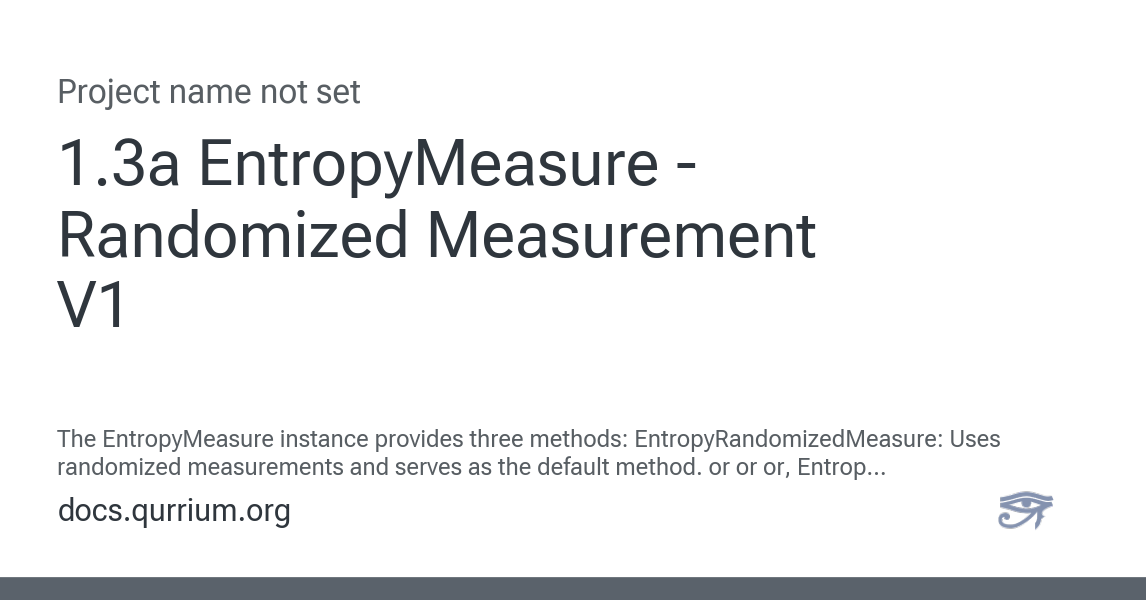 Project name not set
1.3a EntropyMeasure -
Randomized Measurement
V1
The EntropyMeasure instance provides three methods: EntropyRandomizedMeasure: Uses
randomized measurements and serves as the default method. or or or, Entrop...
docs.qurrium.org